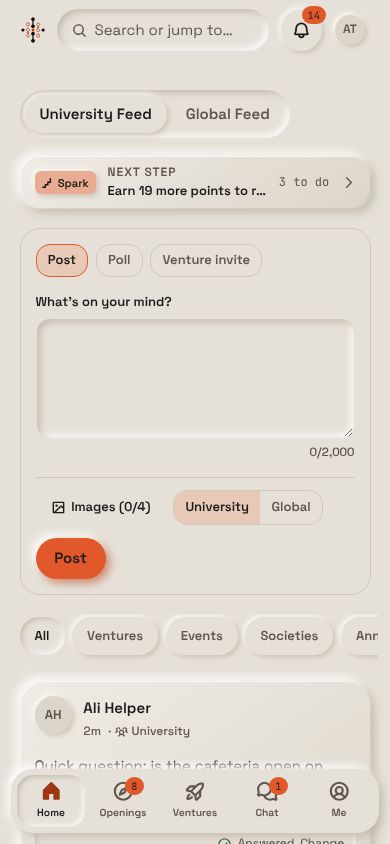 Search or jump to...
14
AT
University Feed
Global Feed
Spark
NEXT STEP
Earn 19 more points to r...
3 to do
Post
Poll
Venture invite
What's on your mind?
0/2,000
Images (0/4)
University
Global
Post
All
Ventures
Events
Societies
Ann
AH
Ali Helper
2m · University
Quick question: is the cafeteria open on
Home
8
Openings
Ventures
1
Chat
Me
Answered. Change